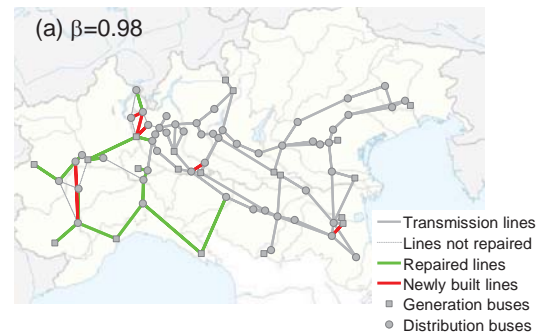 (a) β=0.98
Transmission lines
Lines not repaired
Repaired lines
Newly built lines
Generation buses
Distribution buses